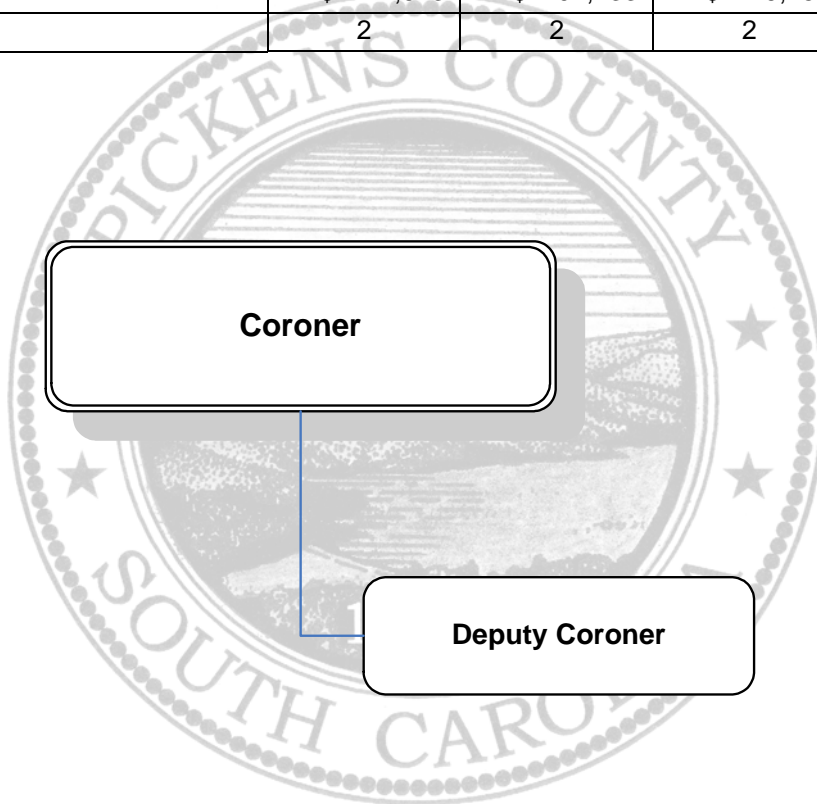 2 2 2
PICKENS COUNTY
Coroner
Deputy Coroner
SOUTH CAROLINA